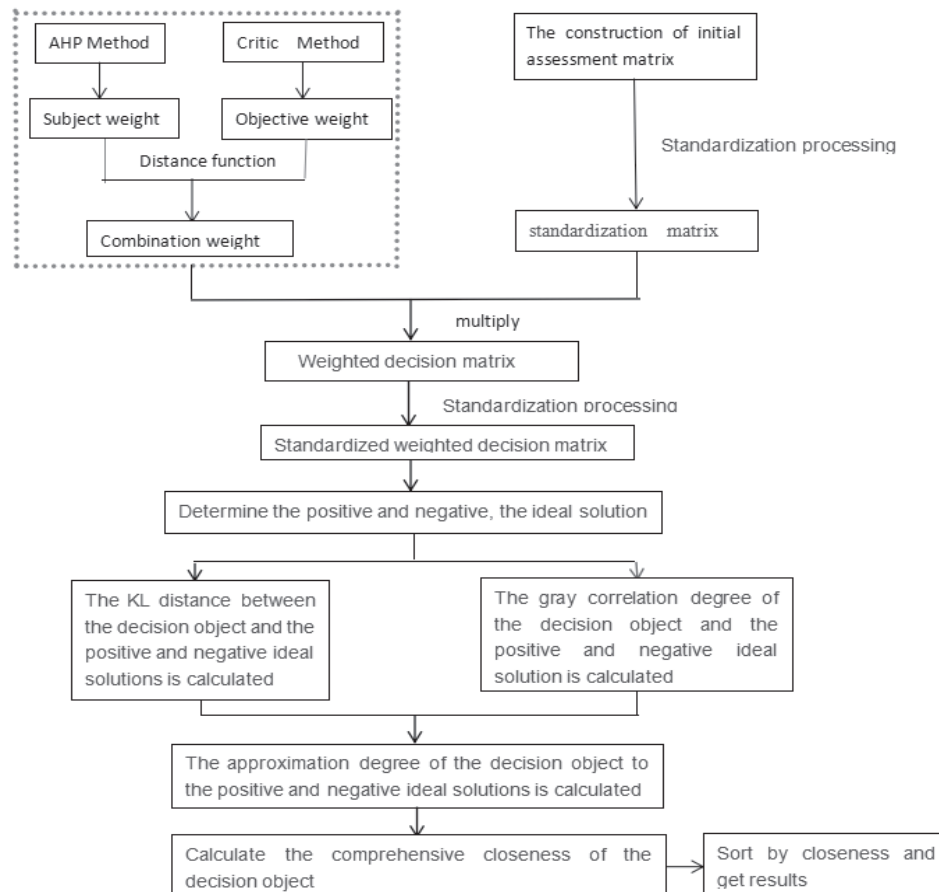 AHP Method
Critic Method
The construction of initial
assessment matrix
Subject weight
Objective weight
Distance function
Standardization processing
Combination weight
standardization matrix
multiply
Weighted decision matrix
Standardization processing
Standardized weighted decision matrix
Determine the positive and negative, the ideal solution
The KL distance between
the decision object and the
positive and negative ideal
solutions is calculated
The gray correlation degree of
the decision object and the
positive and negative ideal
solution is calculated
The approximation degree of the decision object to
the positive and negative ideal solutions is calculated
Calculate the comprehensive closeness of the
decision object
Sort by closeness and
get results